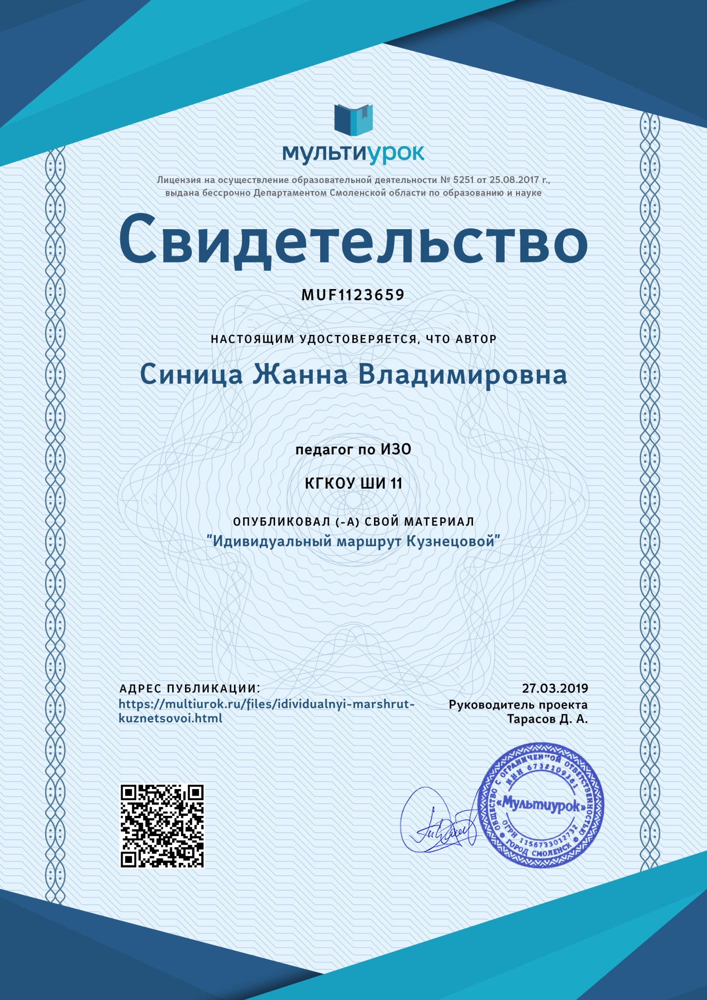 мультиурок
Лицензия на осуществление образовательной деятельности № 5251 от 25.08.2017 г.,
выдана бессрочно Департаментом Смоленской области по образованию и науке
Свидетельство
MUF1123659
НАСТОЯЩИМ УДОСТОВЕРЯЕТСЯ, ЧТО АВТОР
Синица Жанна Владимировна
педагог по ИЗО
КГКОУ ШИ 11
ОПУБЛИКОВАЛ (-А) СВОЙ МАТЕРИАЛ
"Идивидуальный маршрут Кузнецовой"
АДРЕС ПУБЛИКАЦИИ:
https://multiurok.ru/files/idividualnyi-marshrut-
kuznetsovoi.html
27.03.2019
Руководитель проекта
Тарасов Д. А.
ОБЩЕСТВО С ОТВЕТСТВЕННОСТЬЮ
ИНН
«Мультиурок»
ОГРН 1156733012732
ГОРОД СМОЛЕНСК